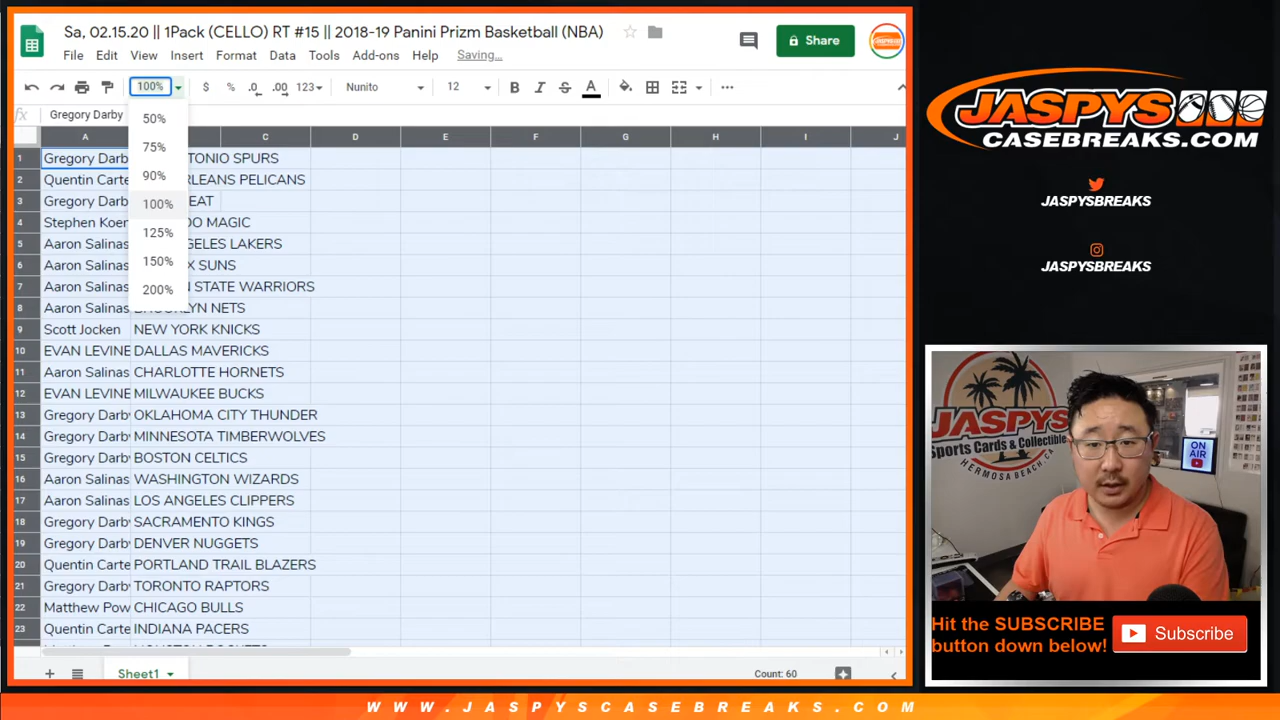 Sa, 02.15.20 || 1Pack (CELLO) RT #15 || 2018-19 Panini Prizm Basketball (NBA)
Share
File Edit View Insert Format Data Tools Add-ons Help Saving...
100% $ % .0 .00 123 Nunito 12 B I S A
fx Gregory Darby
50%
75%
90%
100%
125%
150%
200%
A C D E F G H I J
1 Gregory Darb TONIO SPURS
2 Quentin Carte RLEANS PELICANS
3 Gregory Darb EAT
4 Stephen Koen DO MAGIC
5 Aaron Salinas GELES LAKERS
6 Aaron Salinas X SUNS
7 Aaron Salinas N STATE WARRIORS
8 Aaron Salinas BROOKLYN NETS
9 Scott Jocken NEW YORK KNICKS
10 EVAN LEVINE DALLAS MAVERICKS
11 Aaron Salinas CHARLOTTE HORNETS
12 EVAN LEVINE MILWAUKEE BUCKS
13 Gregory Darby OKLAHOMA CITY THUNDER
14 Gregory Darby MINNESOTA TIMBERWOLVES
15 Gregory Darby BOSTON CELTICS
16 Aaron Salinas WASHINGTON WIZARDS
17 Aaron Salinas LOS ANGELES CLIPPERS
18 Gregory Darby SACRAMENTO KINGS
19 Gregory Darby DENVER NUGGETS
20 Quentin Carte PORTLAND TRAIL BLAZERS
21 Gregory Darby TORONTO RAPTORS
22 Matthew Pow CHICAGO BULLS
23 Quentin Carte INDIANA PACERS
Sheet1
Count: 60
JASPYS
CASEBREAKS.COM
JASPYSBREAKS
JASPYSBREAKS
JASPYS
Sports Cards & Collectible
HERMOSA BEACH, CA
ON
AIR
Hit the SUBSCRIBE
button down below!
Subscribe
WWW.JASPYSCASEBREAKS.COM